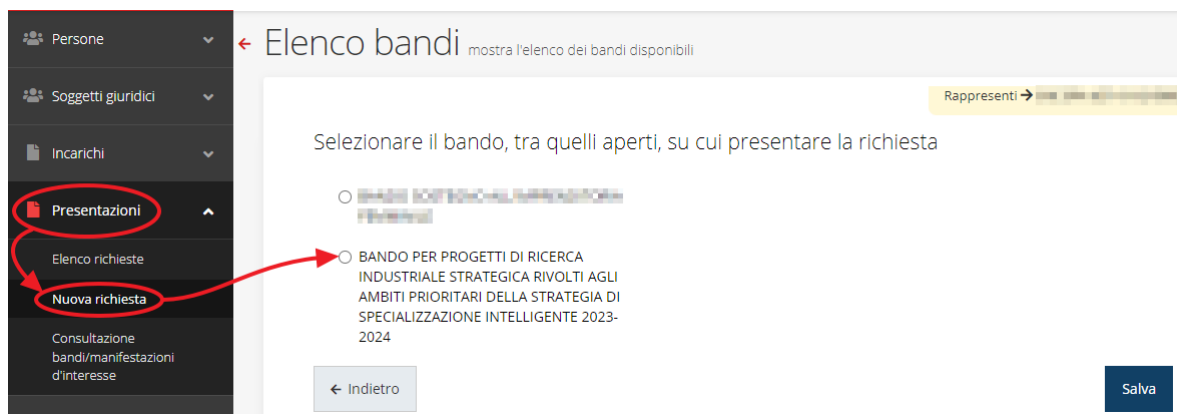 Persone
Soggetti giuridici
Incarichi
Presentazioni
Elenco richieste
Nuova richiesta
Consultazione
bandi/manifestazioni
d'interesse
Elenco bandi mostra l'elenco dei bandi disponibili
Rappresenti
Selezionare il bando, tra quelli aperti, su cui presentare la richiesta
BANDO PER PROGETTI DI RICERCA
INDUSTRIALE STRATEGICA RIVOLTI AGLI
AMBITI PRIORITARI DELLA STRATEGIA DI
SPECIALIZZAZIONE INTELLIGENTE 2023-
2024
Indietro
Salva